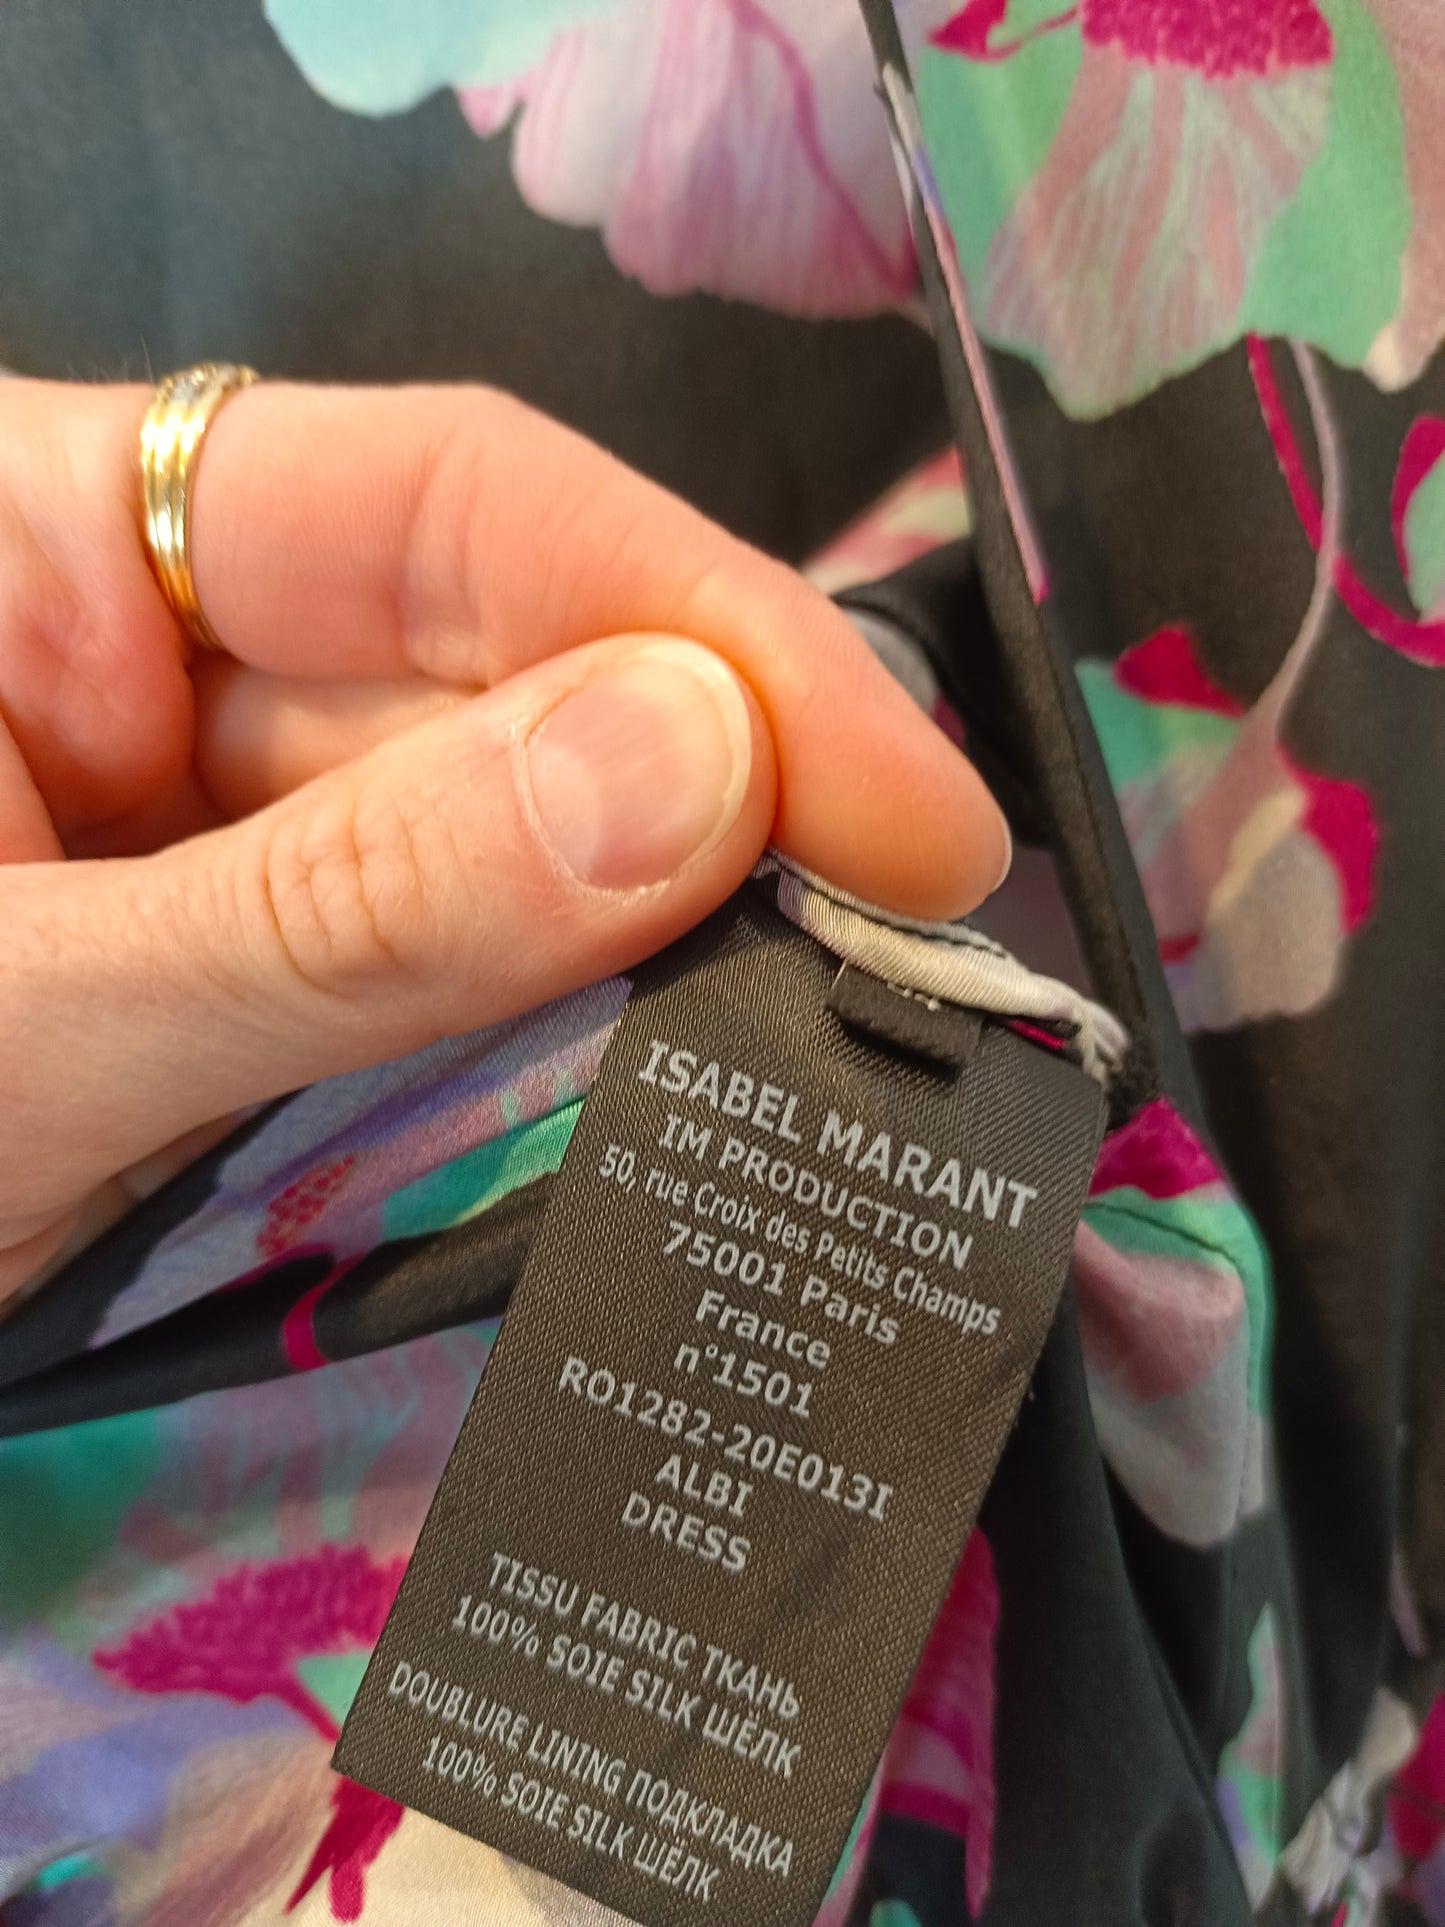 ISABEL MARANT
IM PRODUCTION
50, rue Croix des Petits Champs
75001 Paris
France
n°1501
RO1282-20E013I
ALBI
DRESS
TISSU FABRIC ТКАНЬ
100% SOIE SILK ШЁЛК
DOUBLURE LINING ПОДКЛАДКА
100% SOIE SILK ШЁЛК